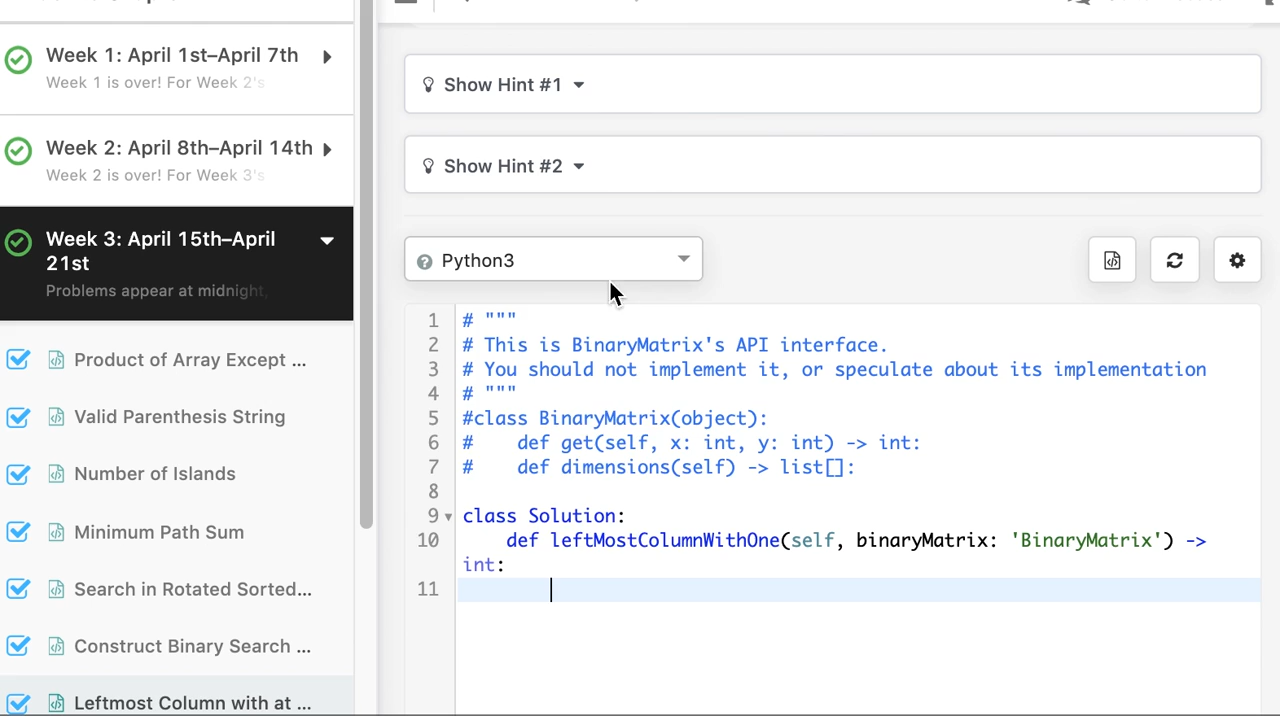 Week 1: April 1st–April 7th
Week 1 is over! For Week 2's
Week 2: April 8th–April 14th
Week 2 is over! For Week 3's
Week 3: April 15th–April
21st
Problems appear at midnight,
Product of Array Except ...
Valid Parenthesis String
Number of Islands
Minimum Path Sum
Search in Rotated Sorted...
Construct Binary Search ...
Leftmost Column with at ...
Show Hint #1
Show Hint #2
Python3
1 # """
2 # This is BinaryMatrix's API interface.
3 # You should not implement it, or speculate about its implementation
4 # """
5 #class BinaryMatrix(object):
6 #    def get(self, x: int, y: int) -> int:
7 #    def dimensions(self) -> list[]:
8
9 class Solution:
10     def leftMostColumnWithOne(self, binaryMatrix: 'BinaryMatrix') ->
int:
11